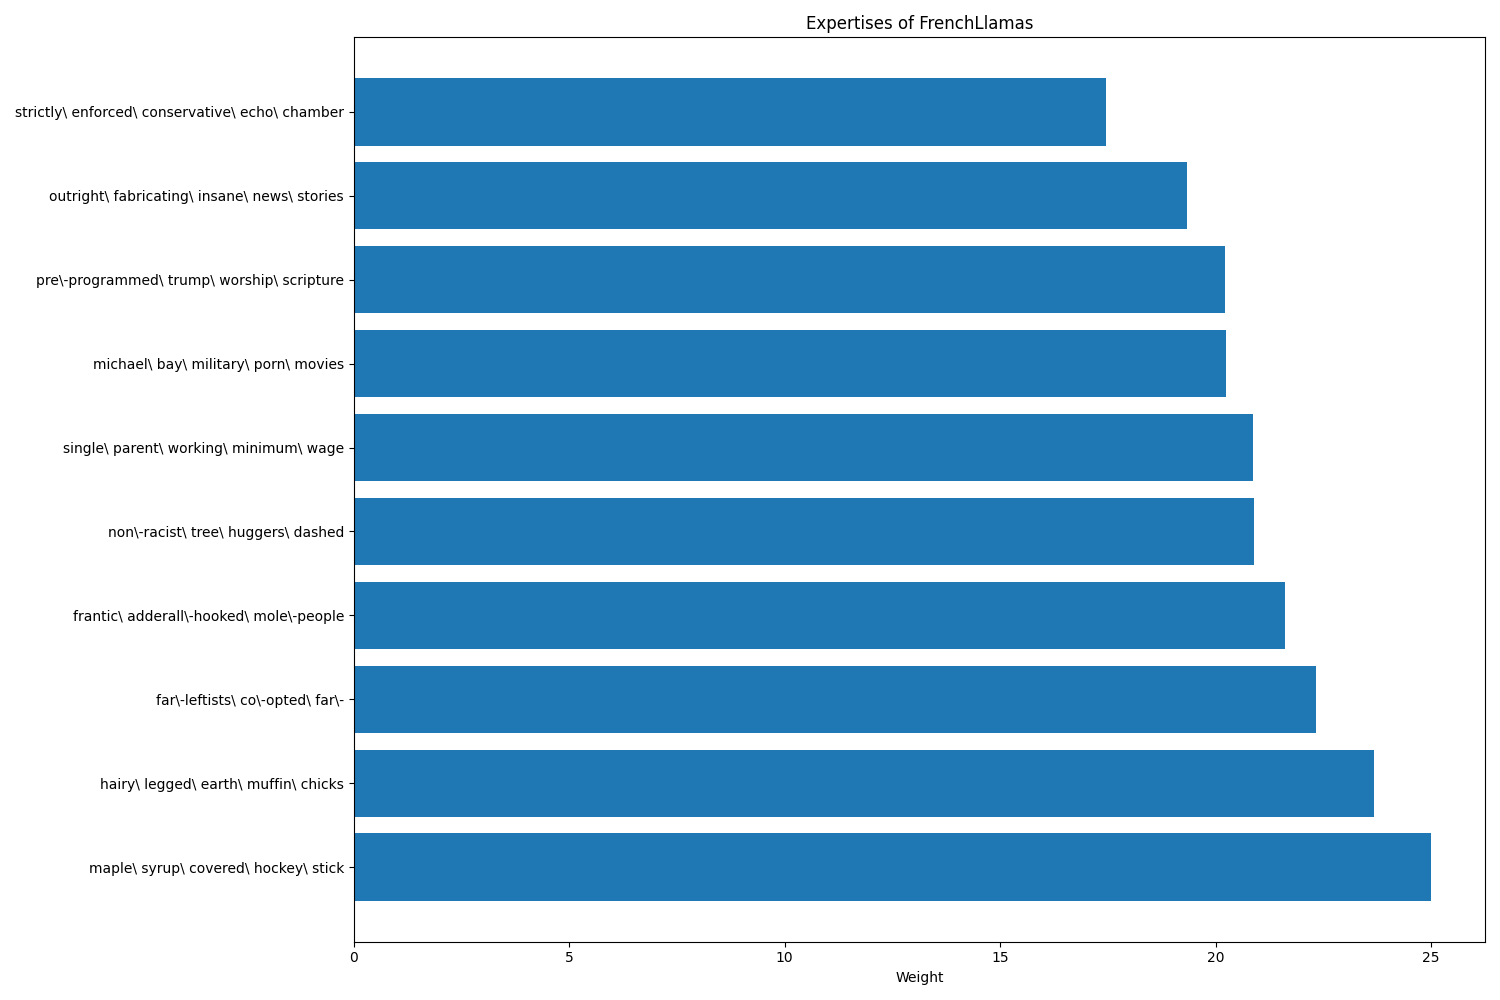 Expertises of FrenchLlamas
strictly\ enforced\ conservative\ echo\ chamber
outright\ fabricating\ insane\ news\ stories
pre\-programmed\ trump\ worship\ scripture
michael\ bay\ military\ porn\ movies
single\ parent\ working\ minimum\ wage
non\-racist\ tree\ huggers\ dashed
frantic\ adderall\-hooked\ mole\-people
far\-leftists\ co\-opted\ far\-
hairy\ legged\ earth\ muffin\ chicks
maple\ syrup\ covered\ hockey\ stick
0 5 10 15 20 25
Weight